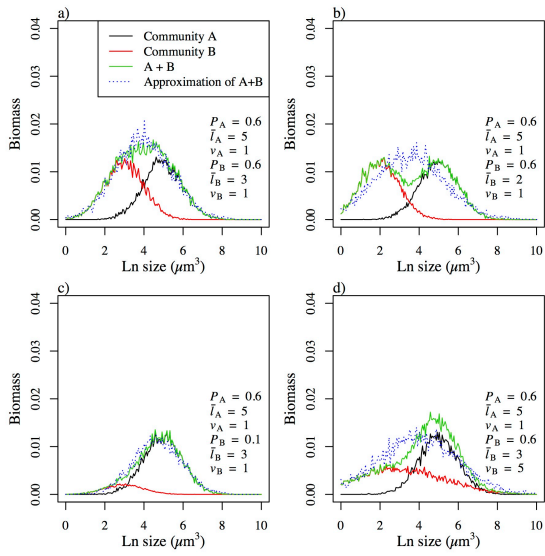 a)
0.04
0.03
0.02
0.01
0.00
Biomass
Community A
Community B
A + B
Approximation of A+B
P_A = 0.6
l̄_A = 5
v_A = 1
P_B = 0.6
l̄_B = 3
v_B = 1
0 2 4 6 8 10
Ln size (μm³)
b)
0.04
0.03
0.02
0.01
0.00
Biomass
P_A = 0.6
l̄_A = 5
v_A = 1
P_B = 0.6
l̄_B = 2
v_B = 1
0 2 4 6 8 10
Ln size (μm³)
c)
0.04
0.03
0.02
0.01
0.00
Biomass
P_A = 0.6
l̄_A = 5
v_A = 1
P_B = 0.1
l̄_B = 3
v_B = 1
0 2 4 6 8 10
Ln size (μm³)
d)
0.04
0.03
0.02
0.01
0.00
Biomass
P_A = 0.6
l̄_A = 5
v_A = 1
P_B = 0.6
l̄_B = 3
v_B = 5
0 2 4 6 8 10
Ln size (μm³)